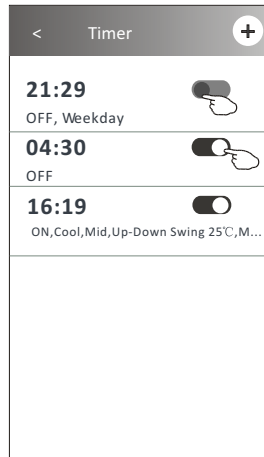 < Timer +
21:29
OFF, Weekday
04:30
OFF
16:19
ON,Cool,Mid,Up-Down Swing 25℃,M...